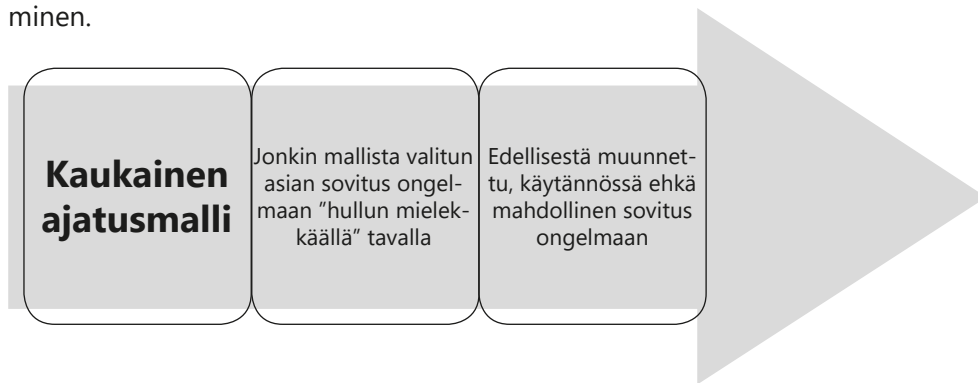 minen.
Kaukainen
ajatusmalli
Jonkin mallista valitun
asian sovitus ongel-
maan ”hullun mielek-
käällä” tavalla
Edellisestä muunnet-
tu, käytännössä ehkä
mahdollinen sovitus
ongelmaan